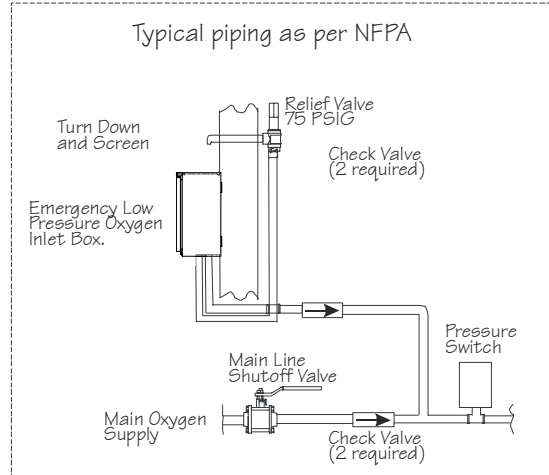 Typical piping as per NFPA
Relief Valve
75 PSIG
Turn Down
and Screen
Check Valve
(2 required)
Emergency Low
Pressure Oxygen
Inlet Box.
Pressure
Switch
Main Line
Shutoff Valve
Main Oxygen
Supply
Check Valve
(2 required)